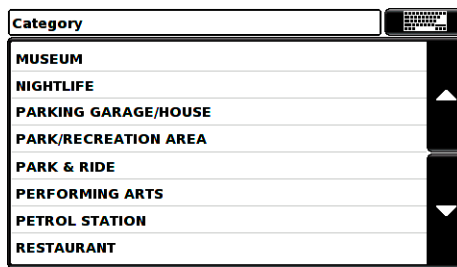 Category
MUSEUM
NIGHTLIFE
PARKING GARAGE/HOUSE
PARK/RECREATION AREA
PARK & RIDE
PERFORMING ARTS
PETROL STATION
RESTAURANT